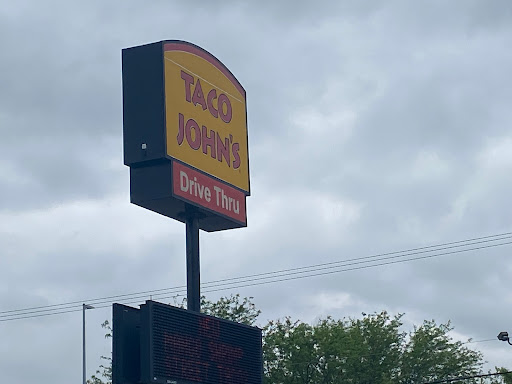 TACO
JOHN'S
Drive Thru